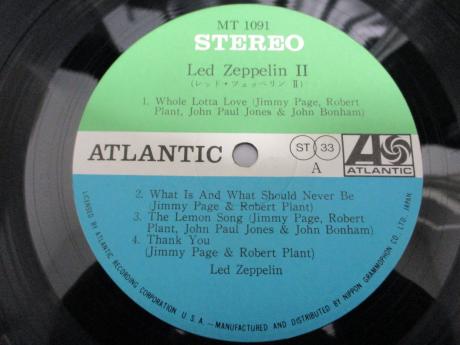 MT 1091
STEREO
Led Zeppelin II
(レッド・ツェッペリン Ⅱ)
1. Whole Lotta Love (Jimmy Page, Robert
Plant, John Paul Jones & John Bonham)
ATLANTIC
ST 33
A
ATLANTIC
2. What Is And What Should Never Be
(Jimmy Page & Robert Plant)
3. The Lemon Song (Jimmy Page, Robert
Plant, John Paul Jones & John Bonham)
4. Thank You
(Jimmy Page & Robert Plant)
Led Zeppelin
LICENSED BY ATLANTIC RECORDING CORPORATION U.S.A.-MANUFACTURED AND DISTRIBUTED BY NIPPON GRAMMOPHON CO. LTD. JAPAN